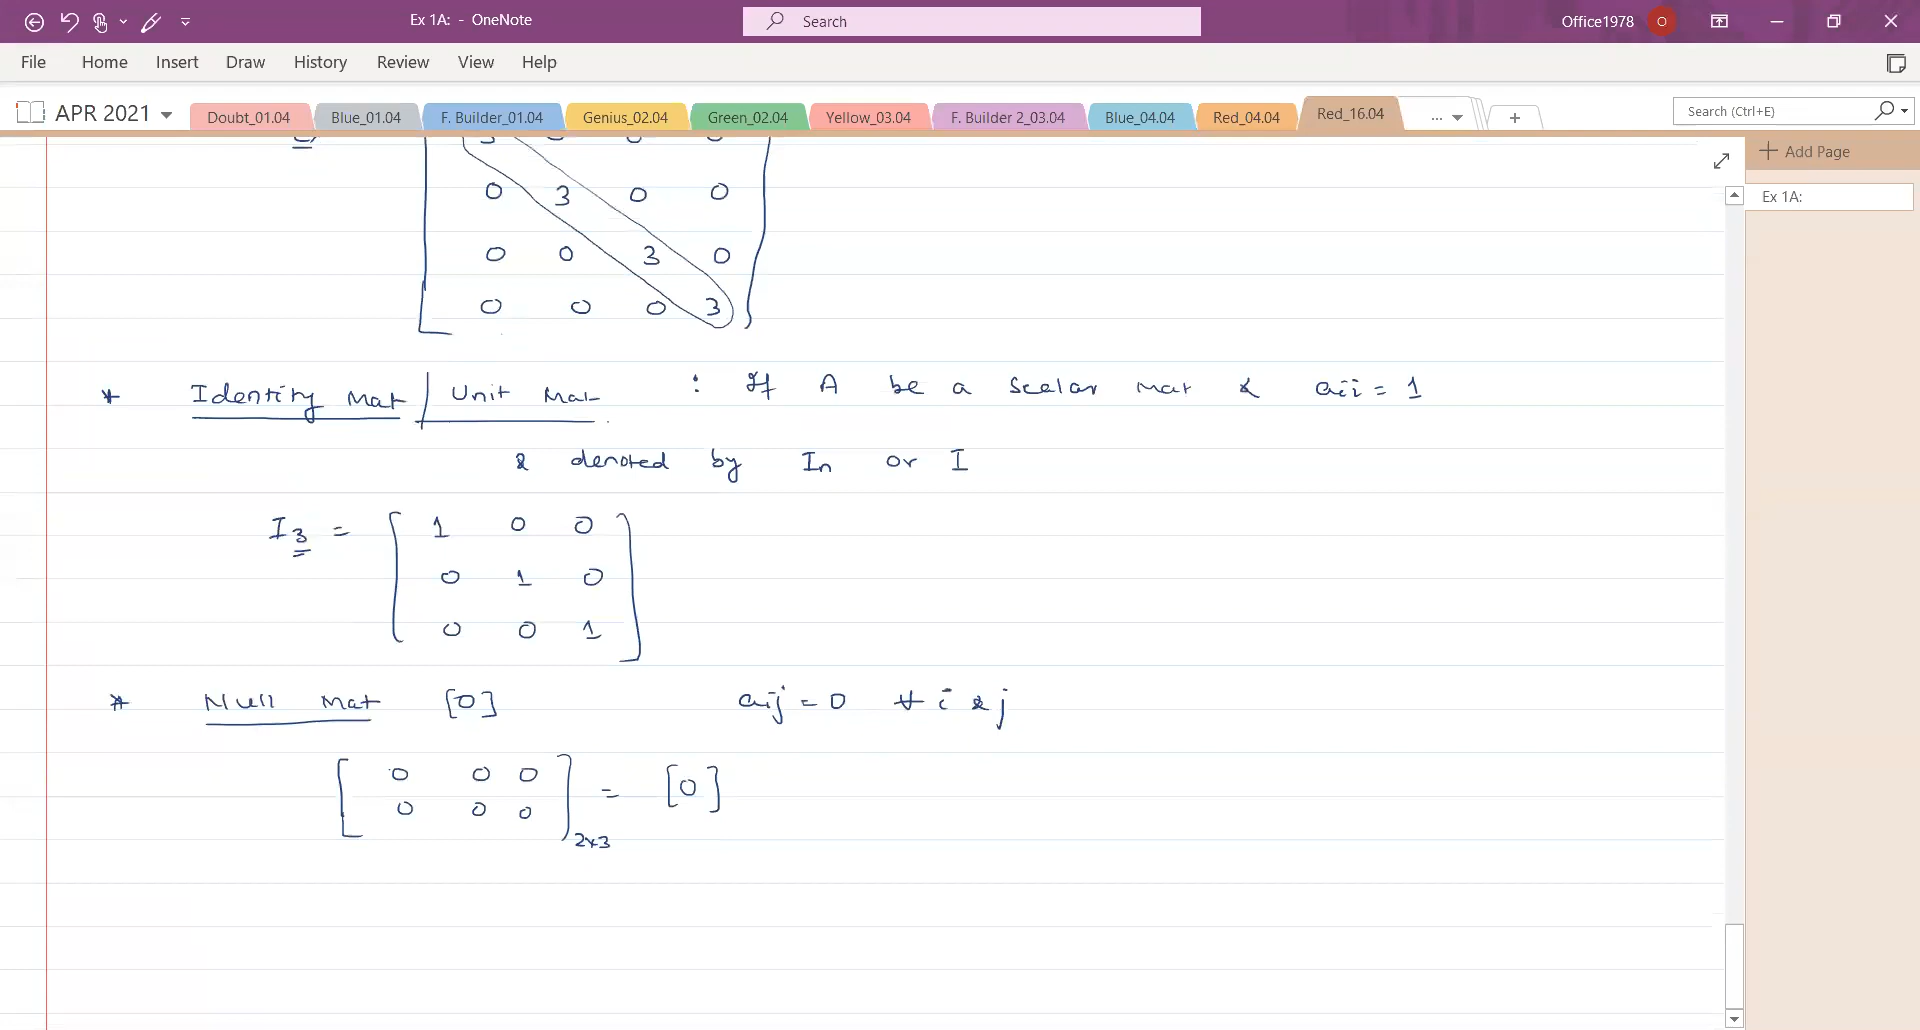 Ex 1A: - OneNote
Search
Office1978
O
File Home Insert Draw History Review View Help
APR 2021
Doubt_01.04 Blue_01.04 F. Builder_01.04 Genius_02.04 Green_02.04 Yellow_03.04 F. Builder 2_03.04 Blue_04.04 Red_04.04 Red_16.04 ... +
Search (Ctrl+E)
Add Page
Ex 1A:
3 0 0 0
0 3 0 0
0 0 3 0
0 0 0 3
* Identity Mat | Unit Mat : If A be a Scalar mat & aii = 1
& denoted by In or I
I3 = [ 1 0 0
0 1 0
0 0 1 ]
* Null Mat [0] aij = 0 ∀ i & j
[ 0 0 0
0 0 0 ] 2x3 = [0]